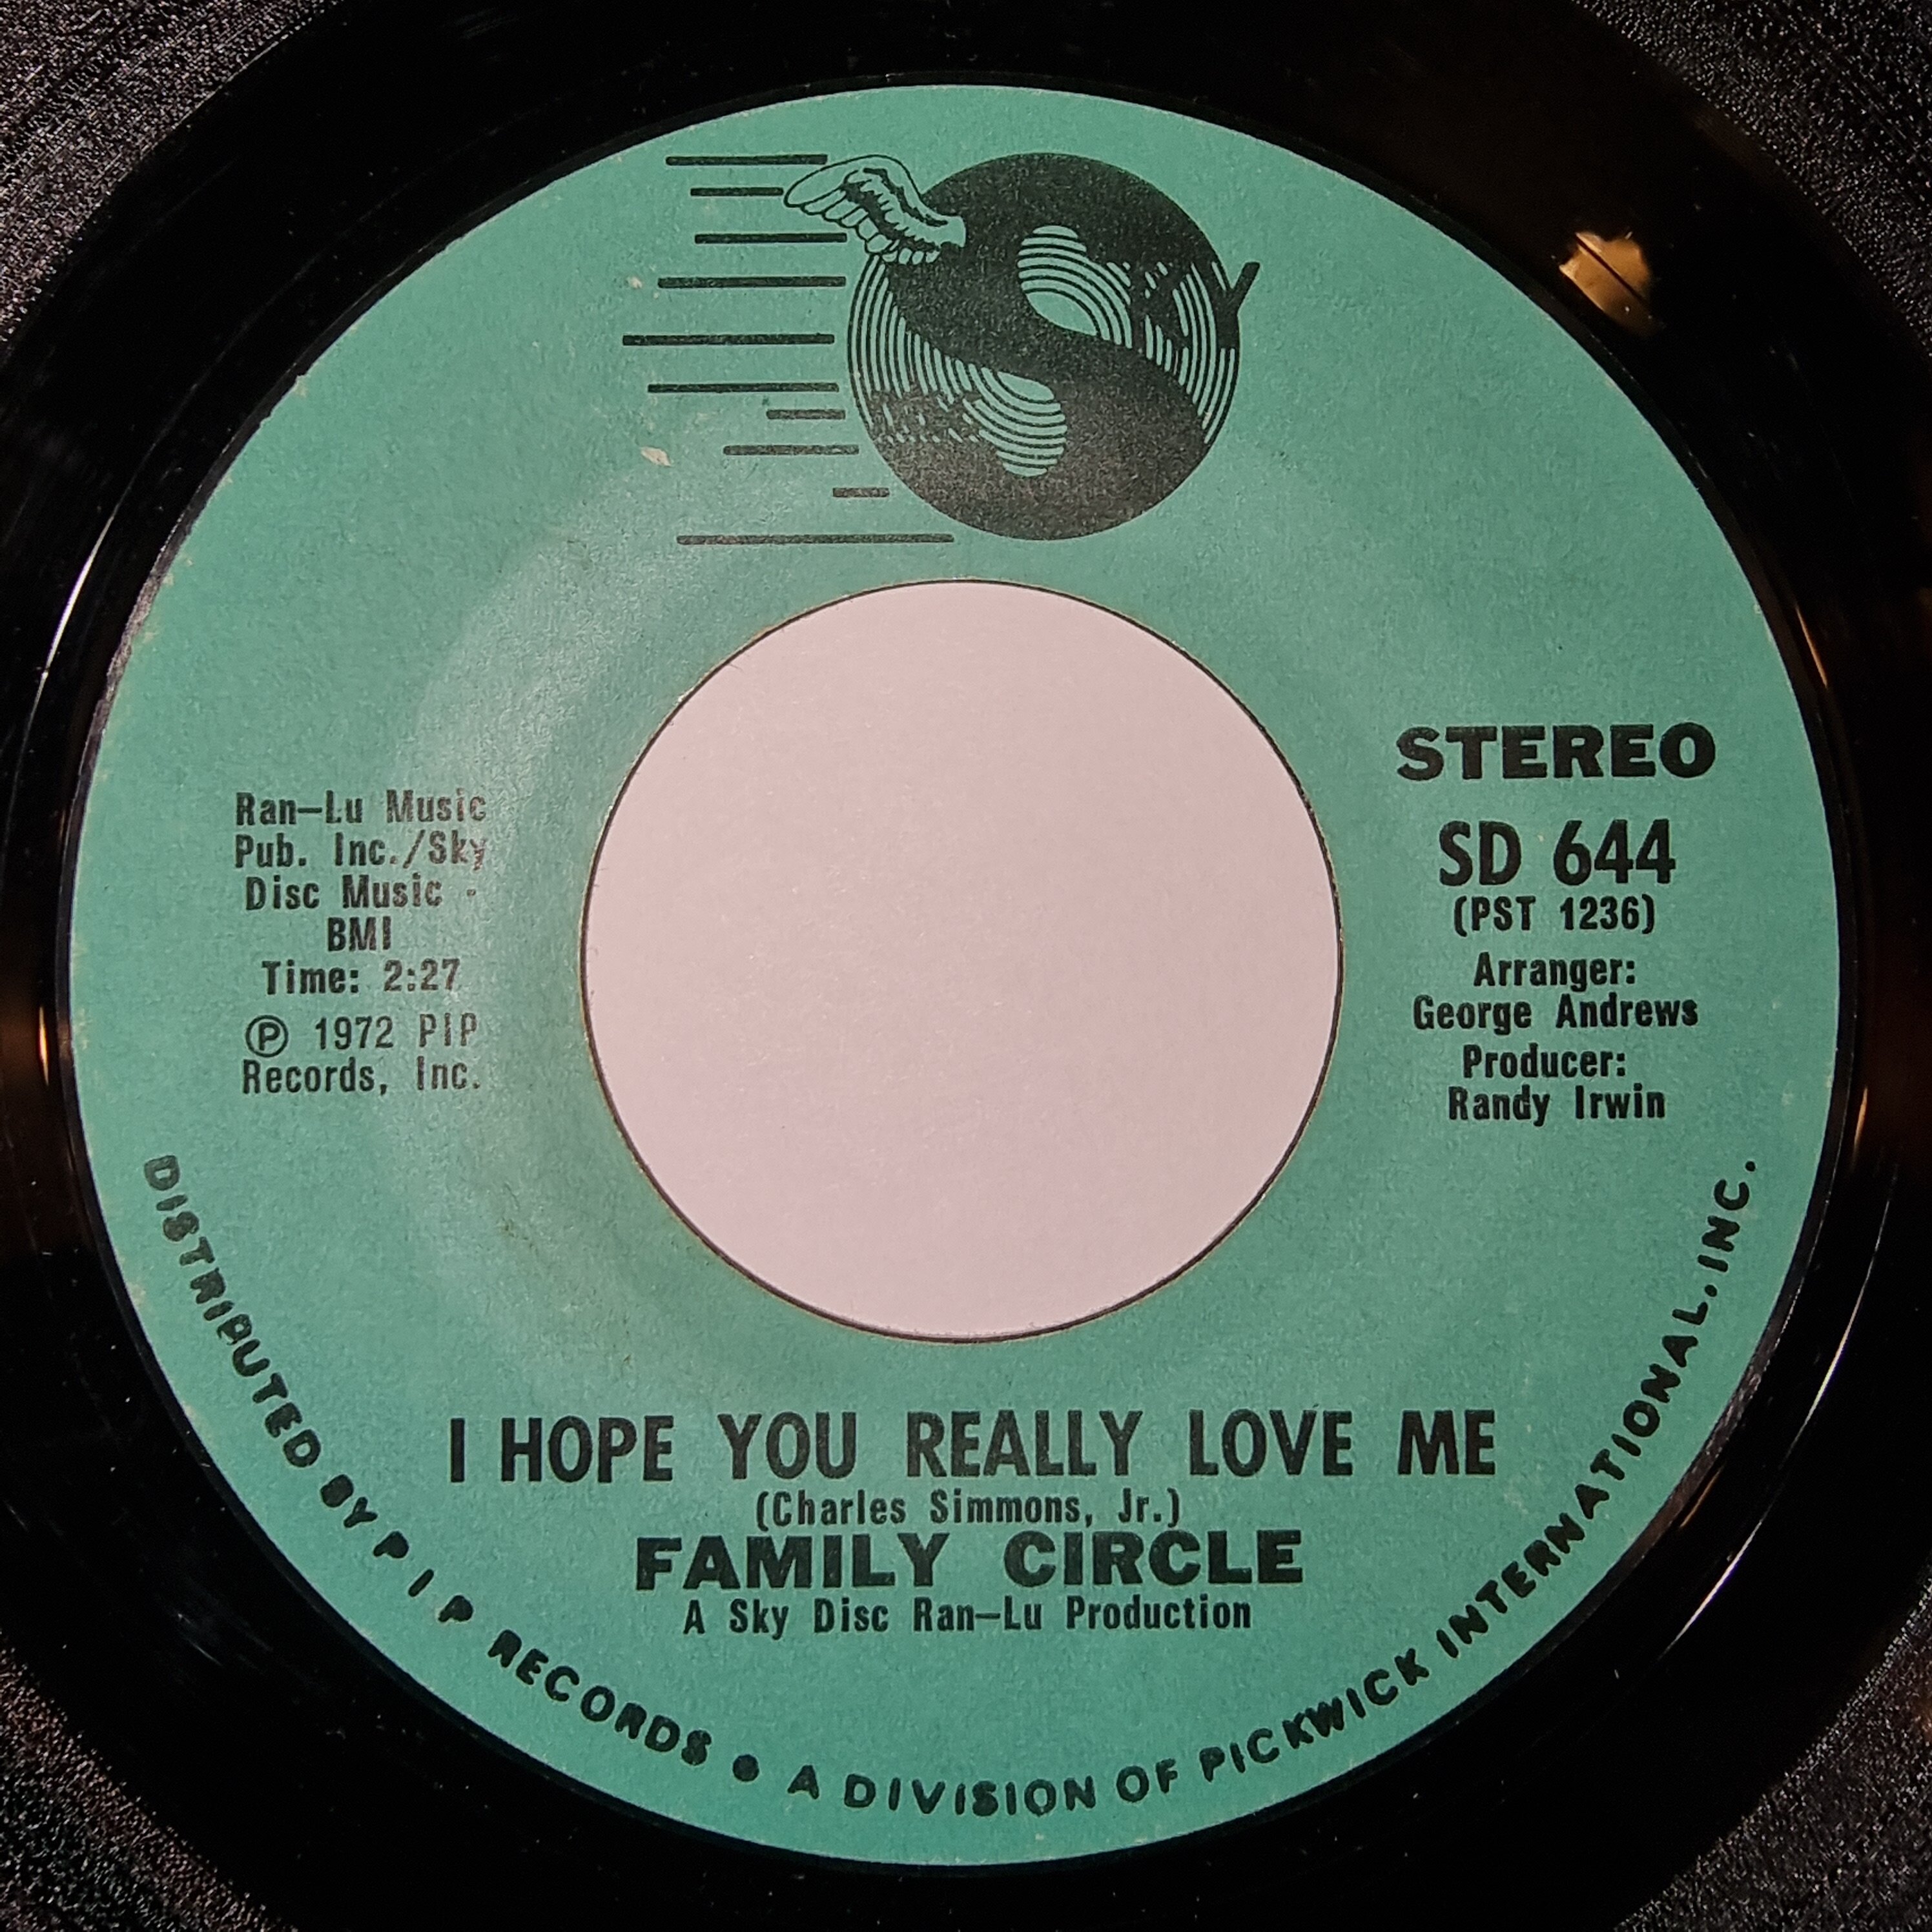 Sky
STEREO
SD 644
(PST 1236)
Arranger:
George Andrews
Producer:
Randy Irwin
Ran-Lu Music
Pub. Inc./Sky
Disc Music -
BMI
Time: 2:27
Ⓟ 1972 PIP
Records, Inc.
I HOPE YOU REALLY LOVE ME
(Charles Simmons, Jr.)
FAMILY CIRCLE
A Sky Disc Ran-Lu Production
DISTRIBUTED BY P I P RECORDS • A DIVISION OF PICKWICK INTERNATIONAL, INC.